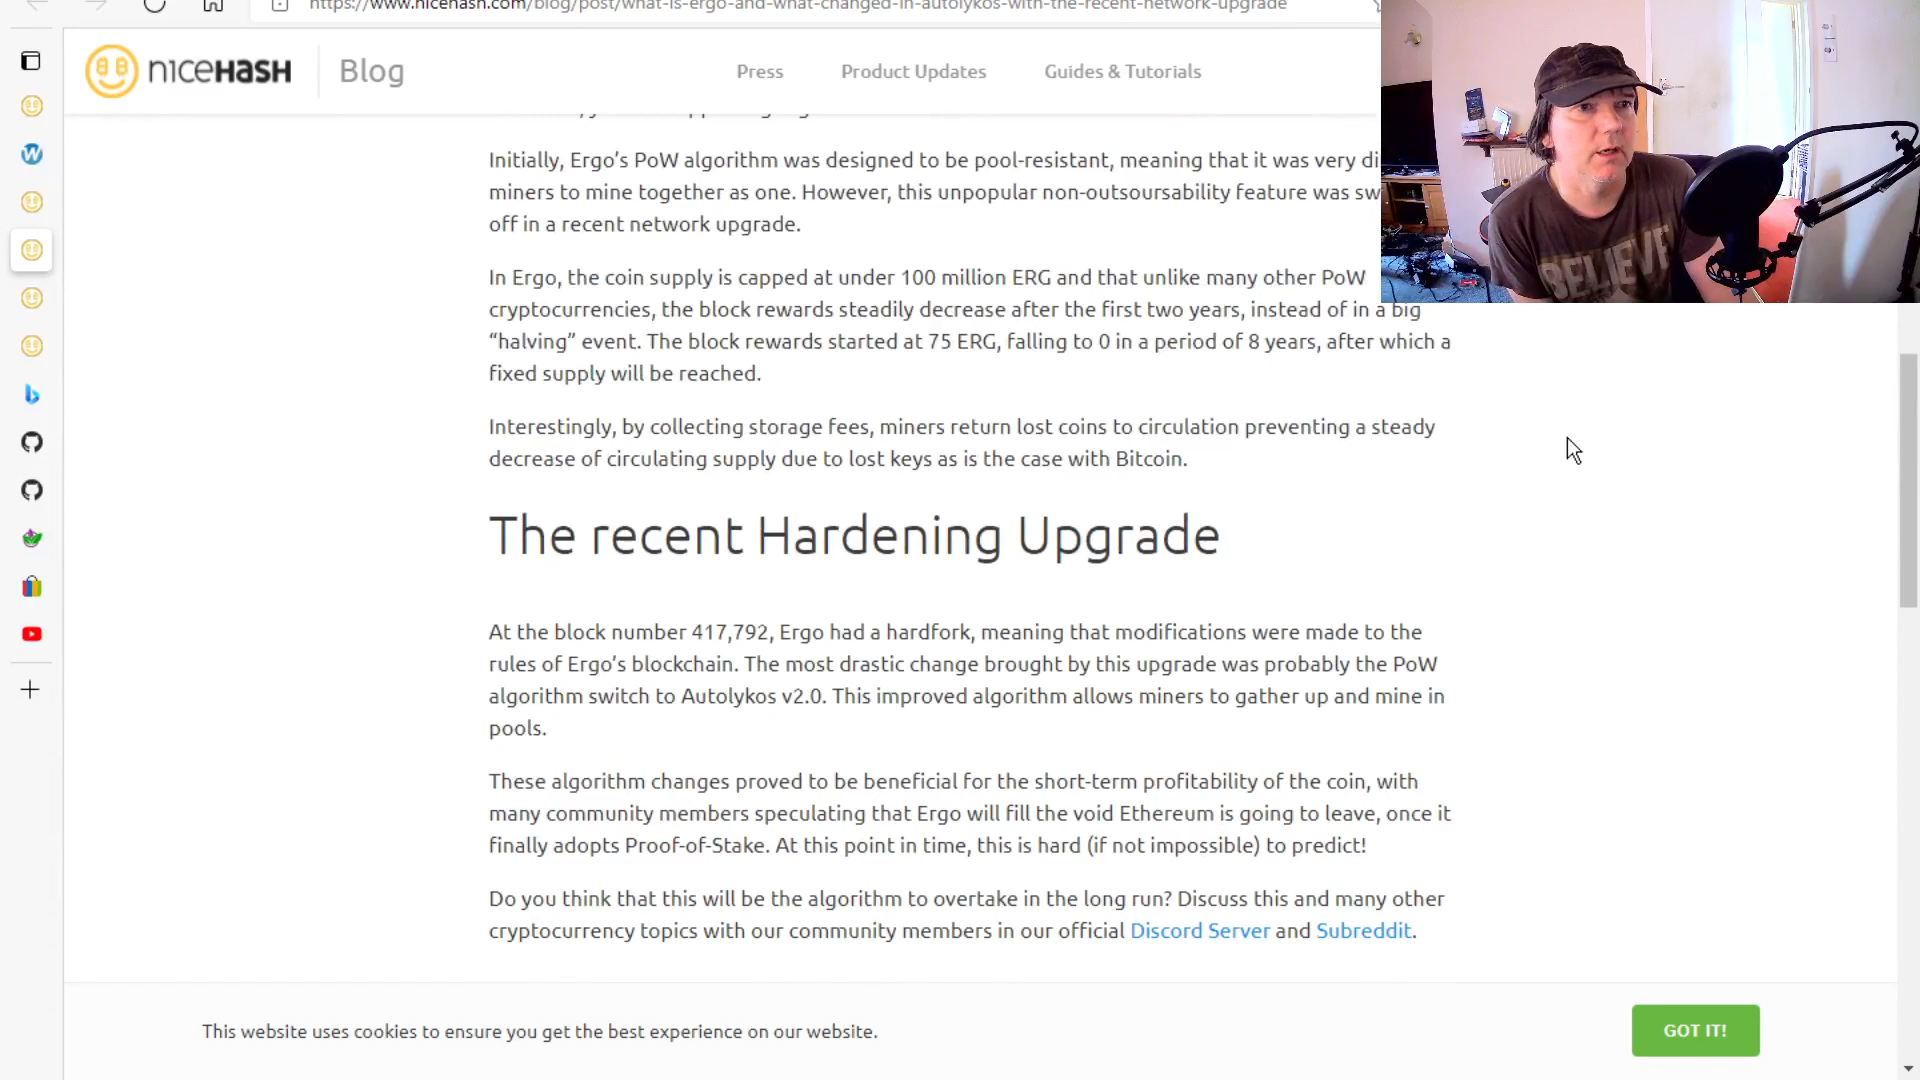 https://www.nicehash.com/blog/post/what-is-ergo-and-what-changed-in-autolykos-with-the-recent-network-upgrade
nicehash Blog Press Product Updates Guides & Tutorials
Initially, Ergo’s PoW algorithm was designed to be pool-resistant, meaning that it was very
miners to mine together as one. However, this unpopular non-outsoursability feature was
off in a recent network upgrade.
In Ergo, the coin supply is capped at under 100 million ERG and that unlike many other PoW
cryptocurrencies, the block rewards steadily decrease after the first two years, instead of in a big
“halving” event. The block rewards started at 75 ERG, falling to 0 in a period of 8 years, after which a
fixed supply will be reached.
Interestingly, by collecting storage fees, miners return lost coins to circulation preventing a steady
decrease of circulating supply due to lost keys as is the case with Bitcoin.
The recent Hardening Upgrade
At the block number 417,792, Ergo had a hardfork, meaning that modifications were made to the
rules of Ergo’s blockchain. The most drastic change brought by this upgrade was probably the PoW
algorithm switch to Autolykos v2.0. This improved algorithm allows miners to gather up and mine in
pools.
These algorithm changes proved to be beneficial for the short-term profitability of the coin, with
many community members speculating that Ergo will fill the void Ethereum is going to leave, once it
finally adopts Proof-of-Stake. At this point in time, this is hard (if not impossible) to predict!
Do you think that this will be the algorithm to overtake in the long run? Discuss this and many other
cryptocurrency topics with our community members in our official Discord Server and Subreddit.
This website uses cookies to ensure you get the best experience on our website.
GOT IT!
BELIEVE